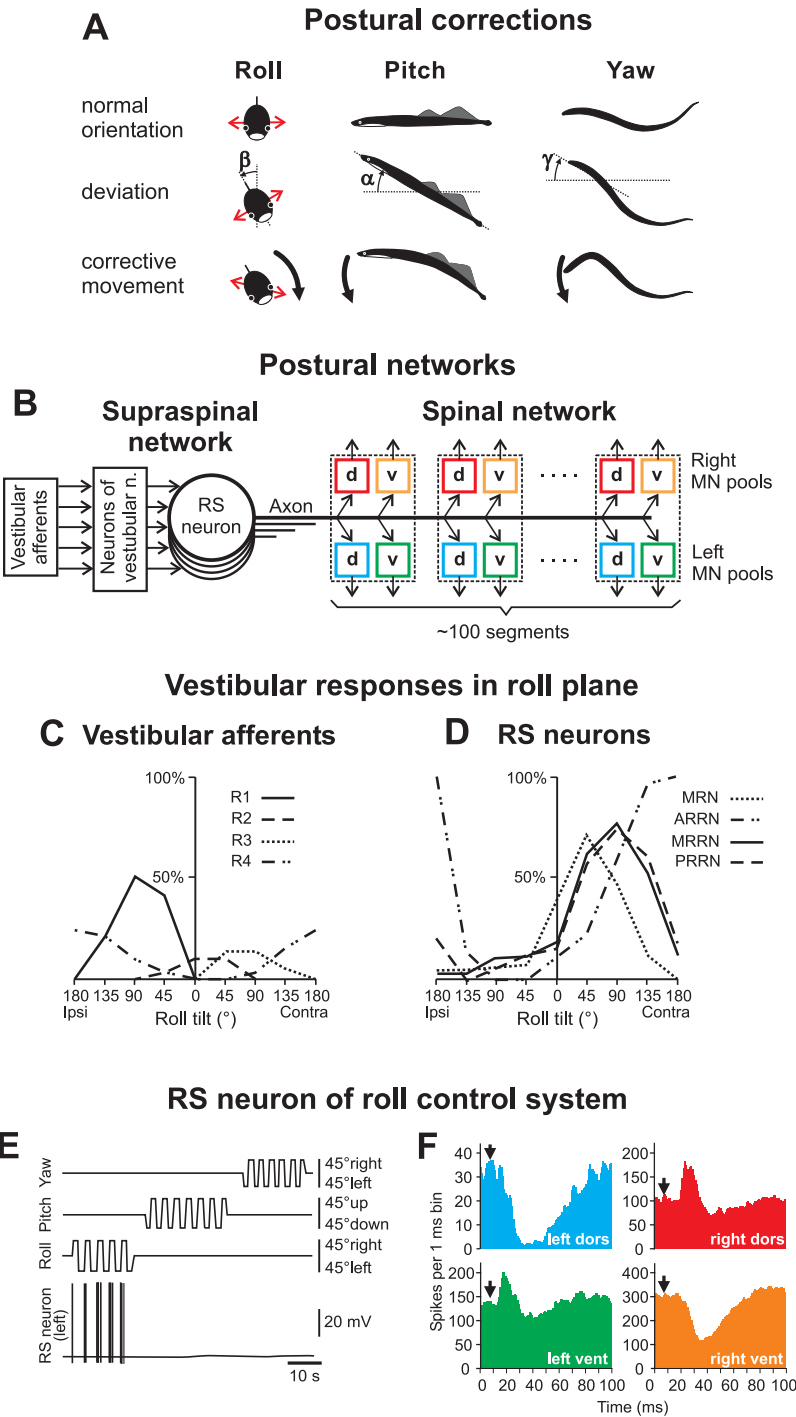 Postural corrections
A
Roll
Pitch
Yaw
normal
orientation
β
α
γ
deviation
corrective
movement
Postural networks
B
Supraspinal
network
Spinal network
Vestibular
afferents
Neurons of
vestubular n.
RS
neuron
Axon
d v d v d v
Right
MN pools
d v d v d v
Left
MN pools
~100 segments
Vestibular responses in roll plane
C Vestibular afferents
100%
50%
R1
R2
R3
R4
180 135 90 45 0 45 90 135 180
Ipsi
Roll tilt (°)
Contra
D RS neurons
100%
50%
MRN
ARRN
MRRN
PRRN
180 135 90 45 0 45 90 135 180
Ipsi
Roll tilt (°)
Contra
RS neuron of roll control system
E
Yaw
45°right
45°left
Pitch
45°up
45°down
Roll
45°right
45°left
RS neuron
(left)
20 mV
10 s
F
Spikes per 1 ms bin
40
30
20
10
0
left dors
200
150
100
50
0
right dors
200
150
100
50
0
left vent
400
300
200
100
0
right vent
0 20 40 60 80 100
0 20 40 60 80 100
Time (ms)